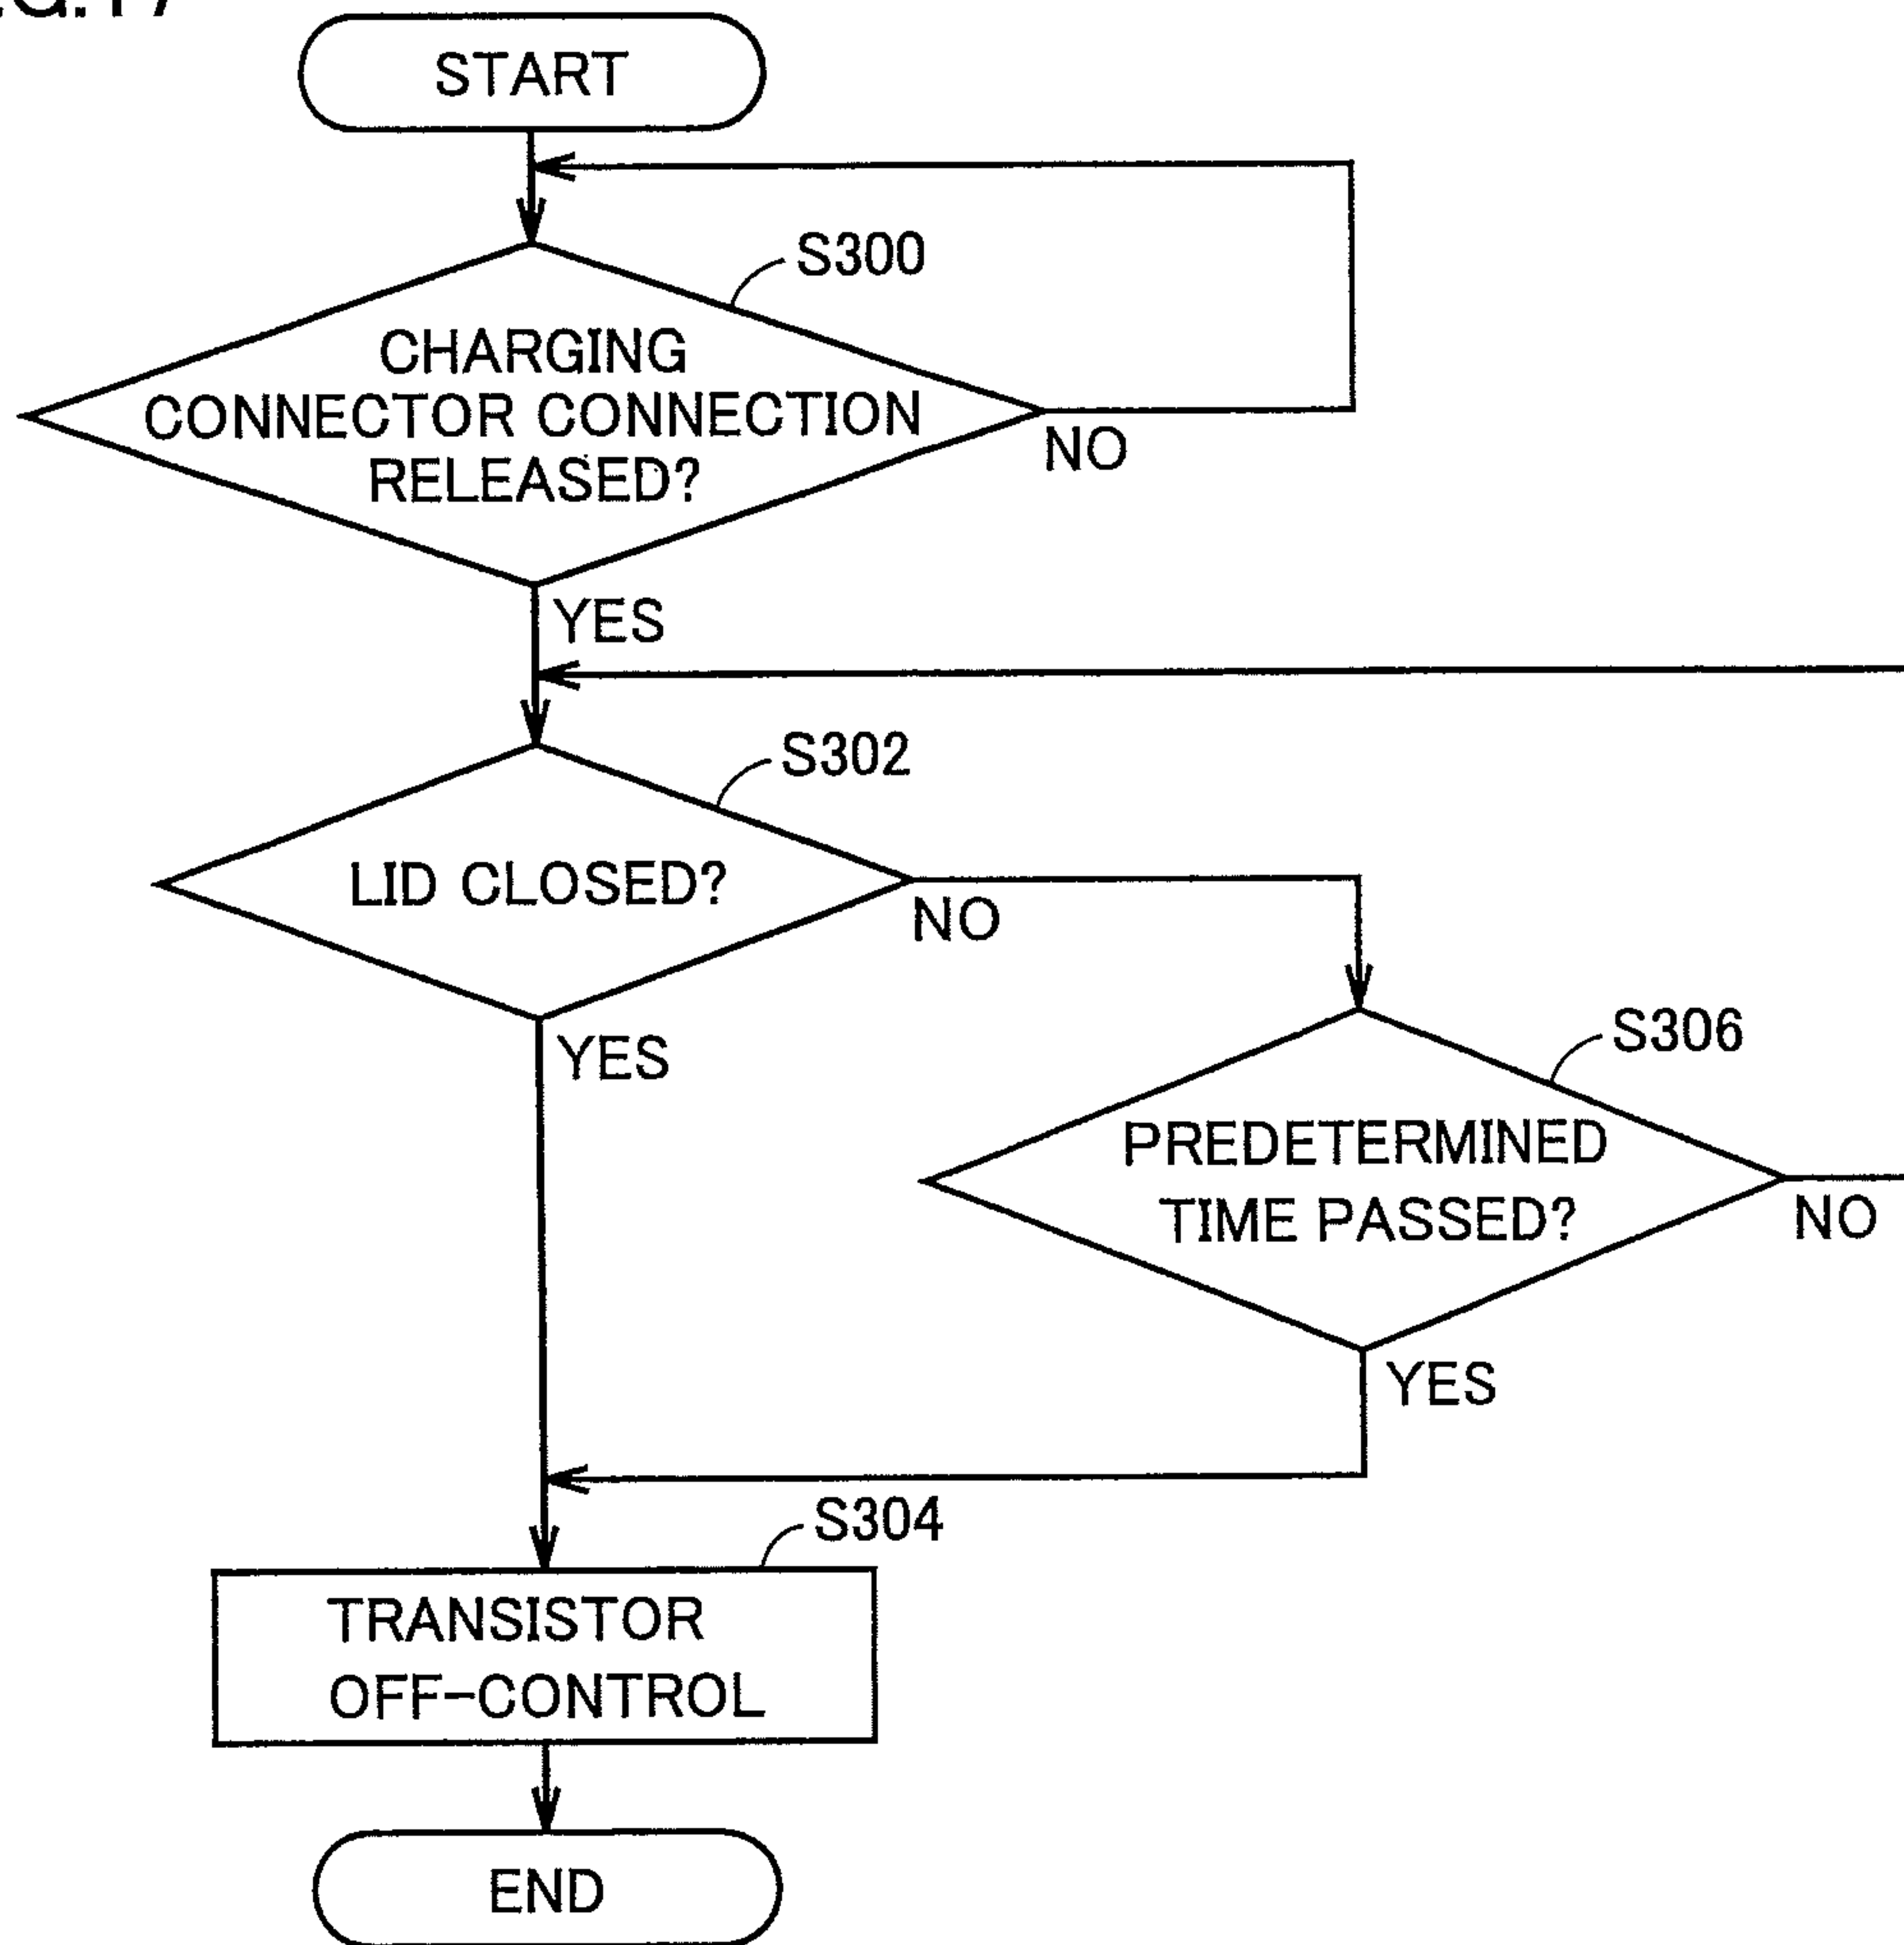 START
S300
CHARGING
CONNECTOR CONNECTION
RELEASED?
NO
YES
S302
LID CLOSED?
NO
YES
S306
PREDETERMINED
TIME PASSED?
NO
YES
S304
TRANSISTOR
OFF-CONTROL
END